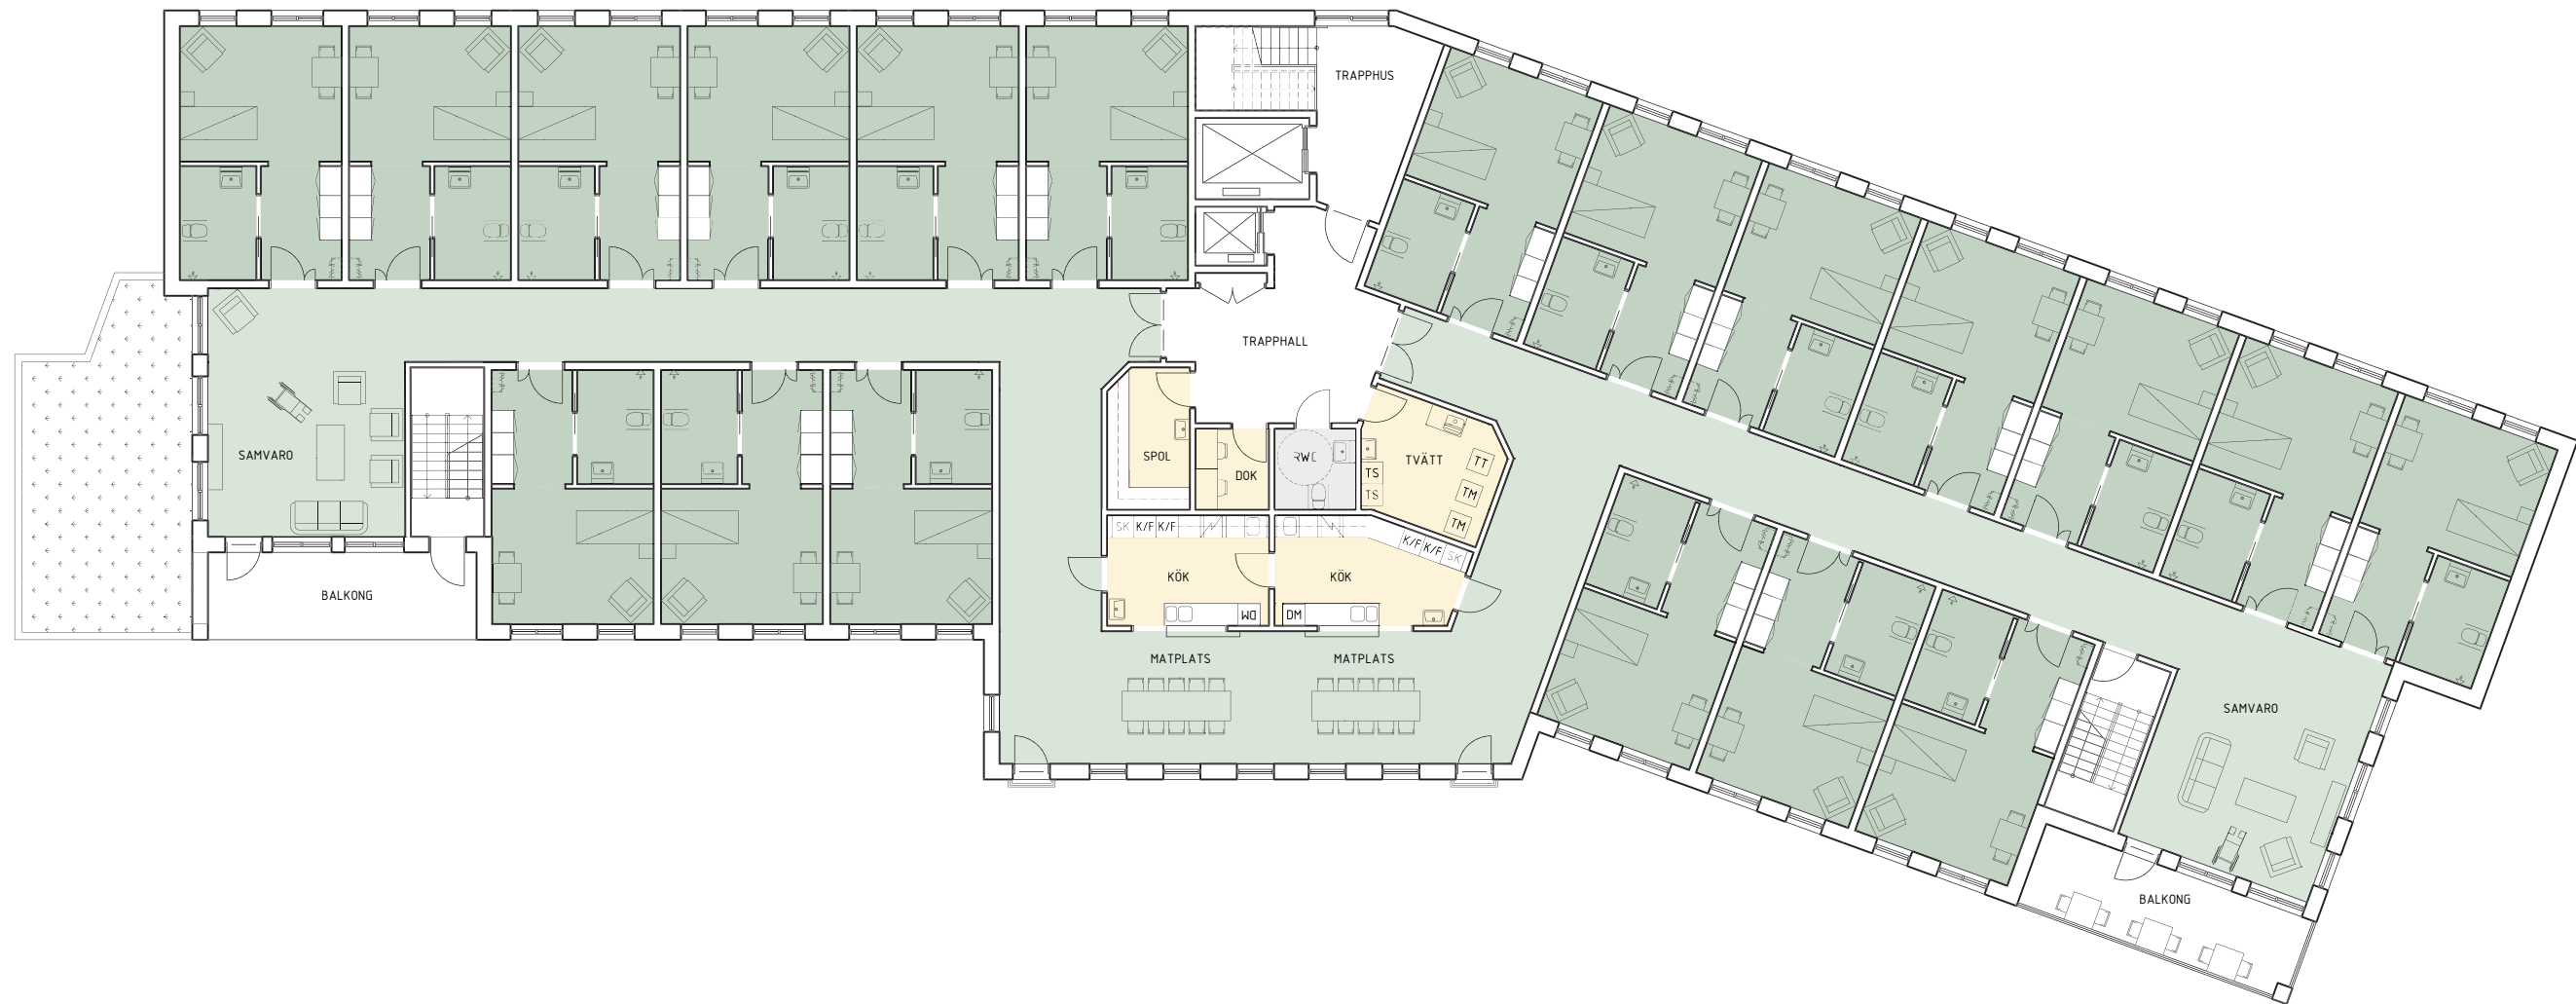 TRAPPHUS
TRAPPHALL
SAMVARO
SPOL
DOK
RWC
TVÄTT
TT
TS
TS
TM
TM
SK
K/F
K/F
K/F
K/F
SK
KÖK
KÖK
BALKONG
DM
DM
MATPLATS
MATPLATS
SAMVARO
BALKONG